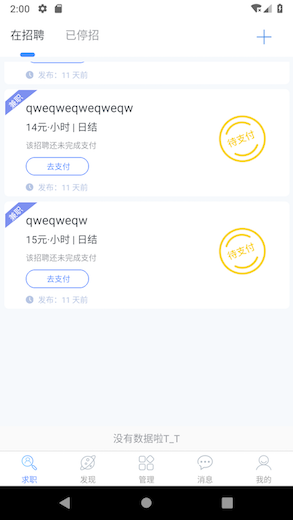 2:00
在招聘 已停招
发布：11 天前
兼职
qweqweqweqweqw
14元·小时 | 日结
待支付
该招聘还未完成支付
去支付
发布：11 天前
兼职
qweqweqw
15元·小时 | 日结
待支付
该招聘还未完成支付
去支付
发布：11 天前
没有数据啦T_T
求职 发现 管理 消息 我的